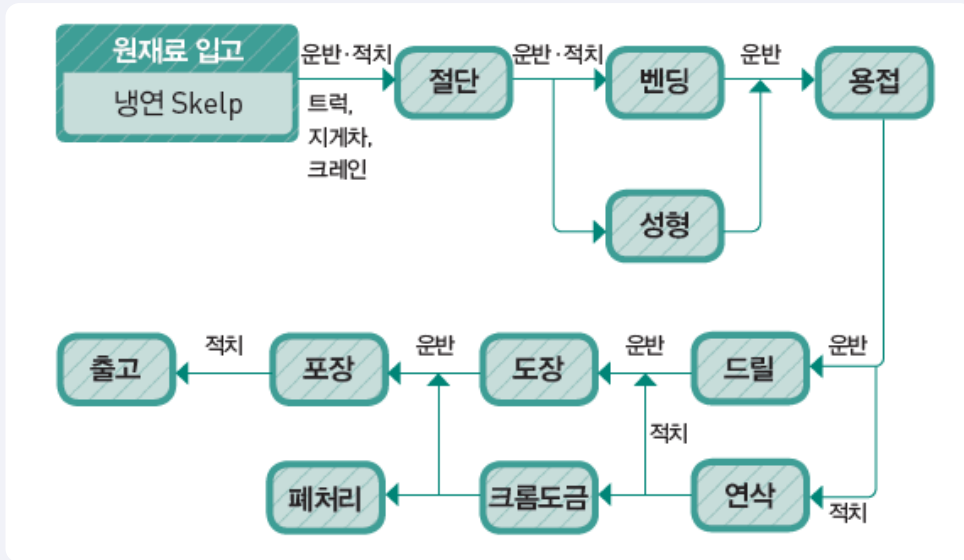 원재료 입고
냉연 Skelp
운반·적치
트럭,
지게차,
크레인
절단
운반·적치
벤딩
운반
용접
성형
출고
적치
포장
운반
도장
운반
드릴
운반
적치
폐처리
크롬도금
연삭
적치